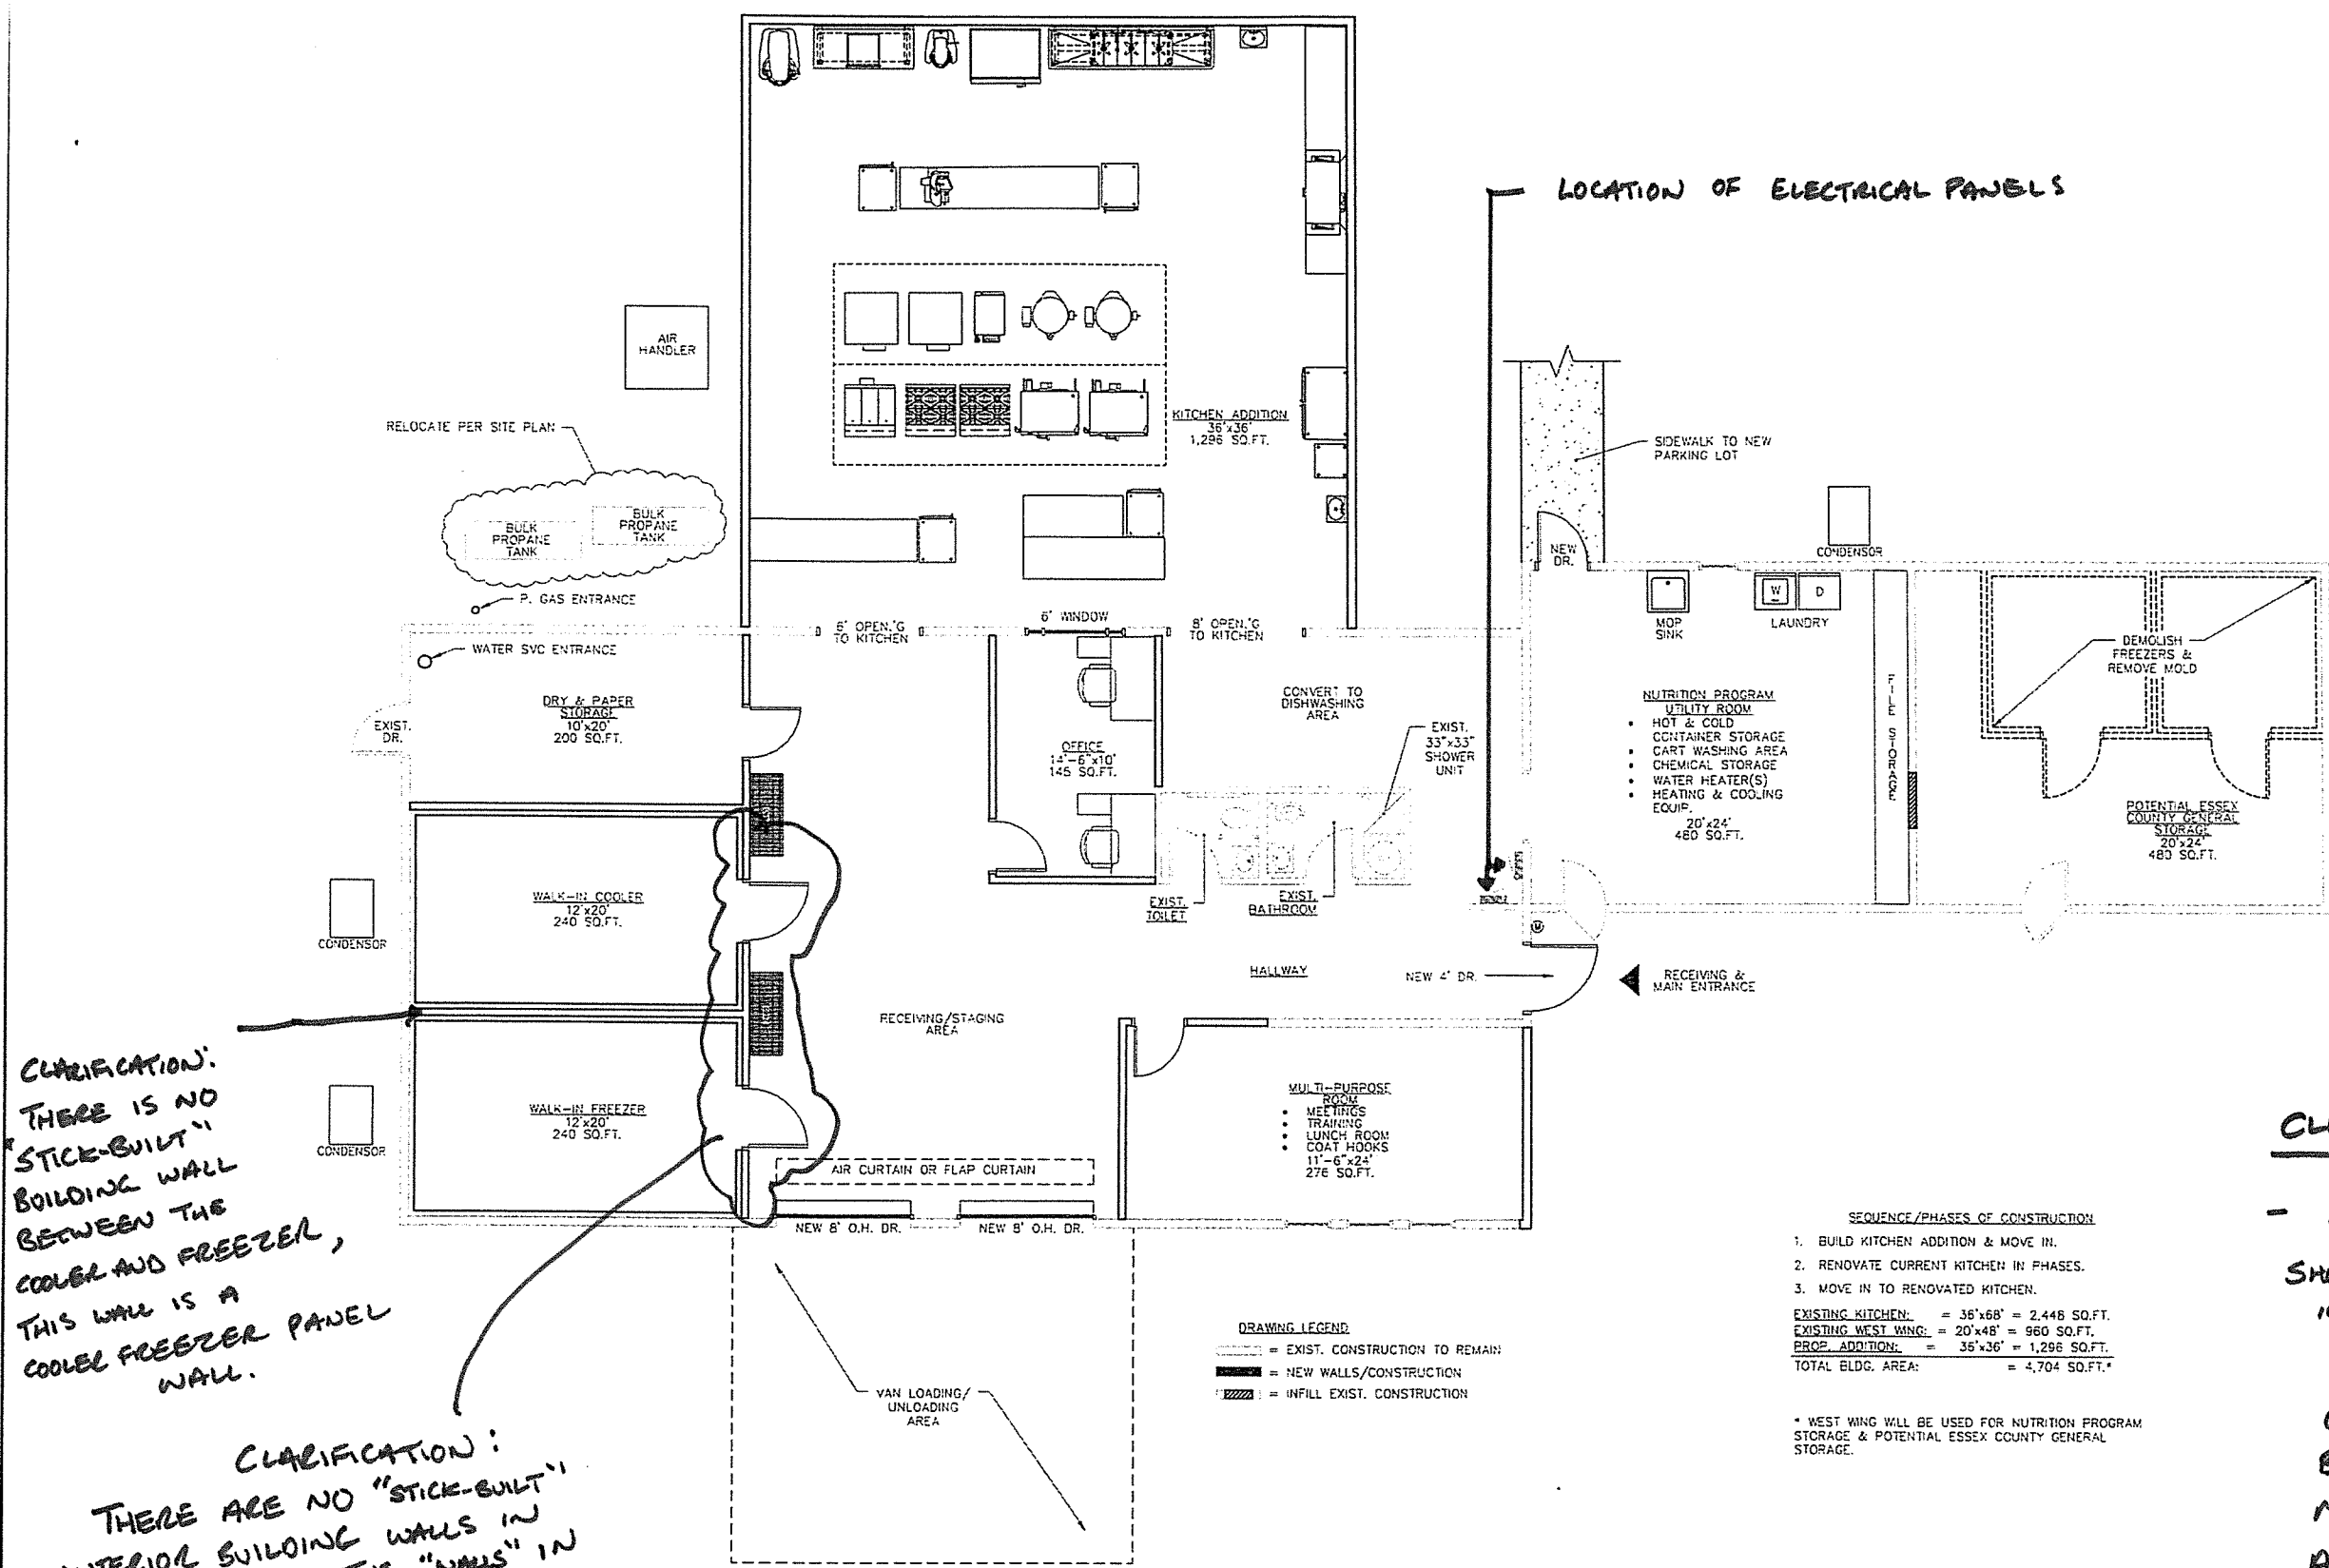 LOCATION OF ELECTRICAL PANELS
AIR
HANDLER
RELOCATE PER SITE PLAN
KITCHEN ADDITION
36'x36'
1,296 SQ.FT.
SIDEWALK TO NEW
PARKING LOT
BULK
PROPANE
TANK
BULK
PROPANE
TANK
NEW
DR.
CONDENSOR
P. GAS ENTRANCE
6' OPEN.'G
TO KITCHEN
6' WINDOW
8' OPEN.'G
TO KITCHEN
MOP
SINK
W
D
LAUNDRY
DEMOLISH
FREEZERS &
REMOVE MOLD
WATER SVC ENTRANCE
DRY & PAPER
STORAGE
10'x20'
200 SQ.FT.
EXIST.
DR.
CONVERT TO
DISHWASHING
AREA
EXIST.
33"x33"
SHOWER
UNIT
OFFICE
14'-6"x10'
145 SQ.FT.
NUTRITION PROGRAM
UTILITY ROOM
• HOT & COLD
CONTAINER STORAGE
• CART WASHING AREA
• CHEMICAL STORAGE
• WATER HEATER(S)
• HEATING & COOLING
EQUIP.
20'x24'
480 SQ.FT.
FILE STORAGE
POTENTIAL ESSEX
COUNTY GENERAL
STORAGE
20'x24'
480 SQ.FT.
WALK-IN COOLER
12'x20'
240 SQ.FT.
CONDENSOR
EXIST.
TOILET
EXIST.
BATHROOM
HALLWAY
NEW 4' DR.
RECEIVING &
MAIN ENTRANCE
RECEIVING/STAGING
AREA
CLARIFICATION:
THERE IS NO
"STICK-BUILT"
BUILDING WALL
BETWEEN THE
COOLER AND FREEZER,
THIS WALL IS A
COOLER FREEZER PANEL
WALL.
WALK-IN FREEZER
12'x20'
240 SQ.FT.
CONDENSOR
MULTI-PURPOSE
ROOM
• MEETINGS
• TRAINING
• LUNCH ROOM
• COAT HOOKS
11'-6"x24'
276 SQ.FT.
AIR CURTAIN OR FLAP CURTAIN
NEW 8' O.H. DR.
NEW 8' O.H. DR.
SEQUENCE/PHASES OF CONSTRUCTION
1. BUILD KITCHEN ADDITION & MOVE IN.
2. RENOVATE CURRENT KITCHEN IN PHASES.
3. MOVE IN TO RENOVATED KITCHEN.
EXISTING KITCHEN: = 36'x68' = 2,448 SQ.FT.
EXISTING WEST WING: = 20'x48' = 960 SQ.FT.
PROP. ADDITION: = 36'x36' = 1,296 SQ.FT.
TOTAL BLDG. AREA: = 4,704 SQ.FT.*
DRAWING LEGEND
= EXIST. CONSTRUCTION TO REMAIN
= NEW WALLS/CONSTRUCTION
= INFILL EXIST. CONSTRUCTION
VAN LOADING/
UNLOADING
AREA
* WEST WING WILL BE USED FOR NUTRITION PROGRAM
STORAGE & POTENTIAL ESSEX COUNTY GENERAL
STORAGE.
CLARIFICATION:
THERE ARE NO "STICK-BUILT"
BUILDING WALLS IN
"WALLS" IN